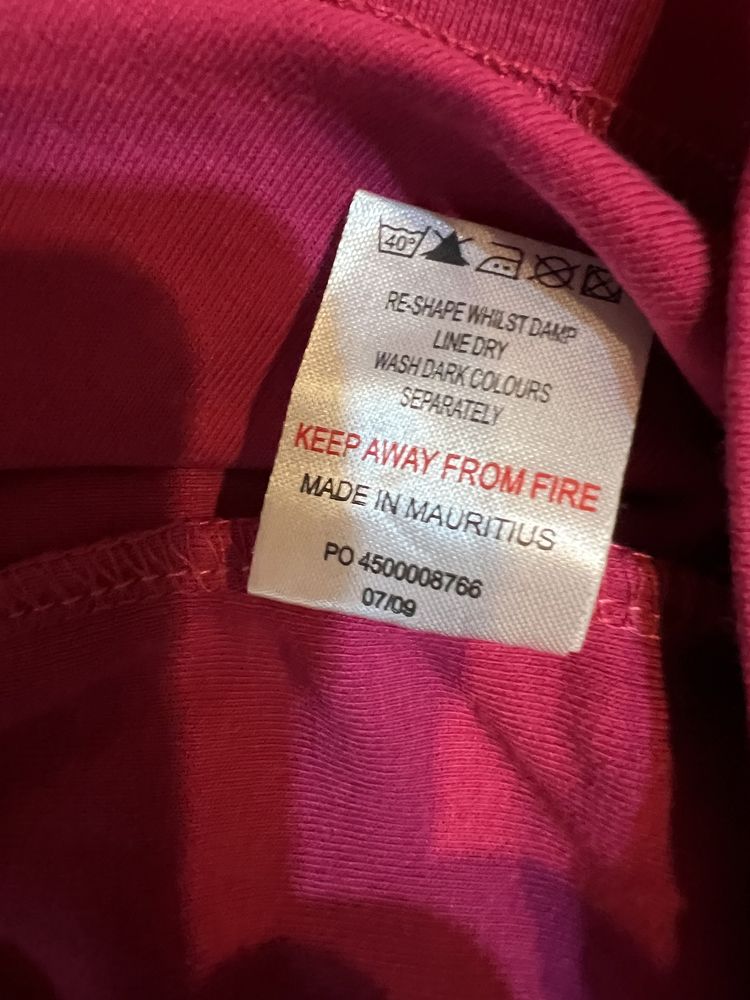 40°
RE-SHAPE WHILST DAMP
LINE DRY
WASH DARK COLOURS
SEPARATELY
KEEP AWAY FROM FIRE
MADE IN MAURITIUS
PO 4500008766
07/09